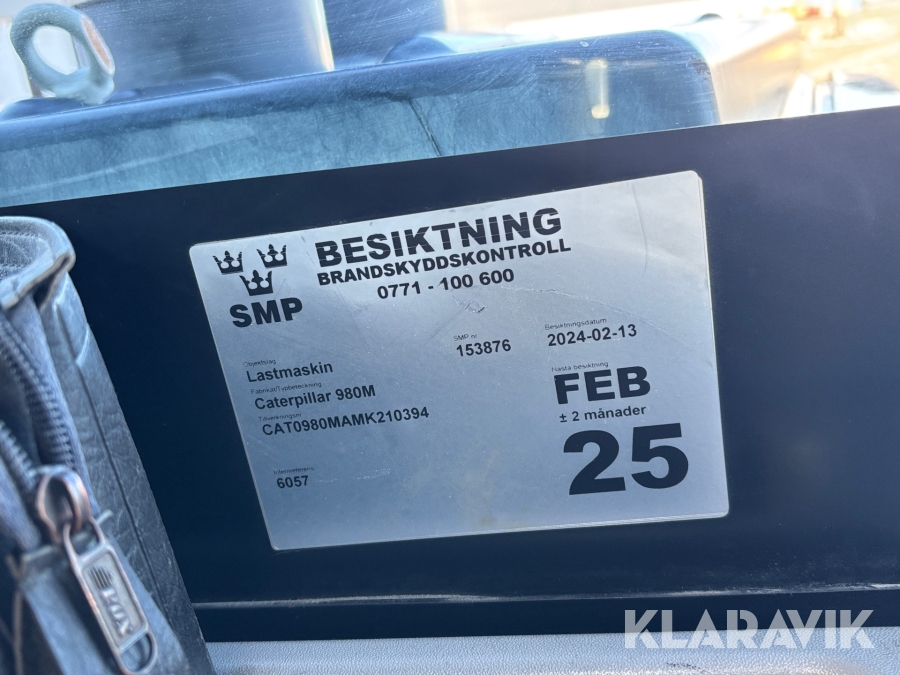 BESIKTNING
BRANDSKYDDSKONTROLL
0771 - 100 600
SMP
Objektslag
Lastmaskin
Fabrikat/Typbeteckning
Caterpillar 980M
Tillverkningsnr
CAT0980MAMK210394
6057
SMP nr
153876
Besiktningsdatum
2024-02-13
Nästa besiktning
FEB
± 2 månader
25
KLARAVIK